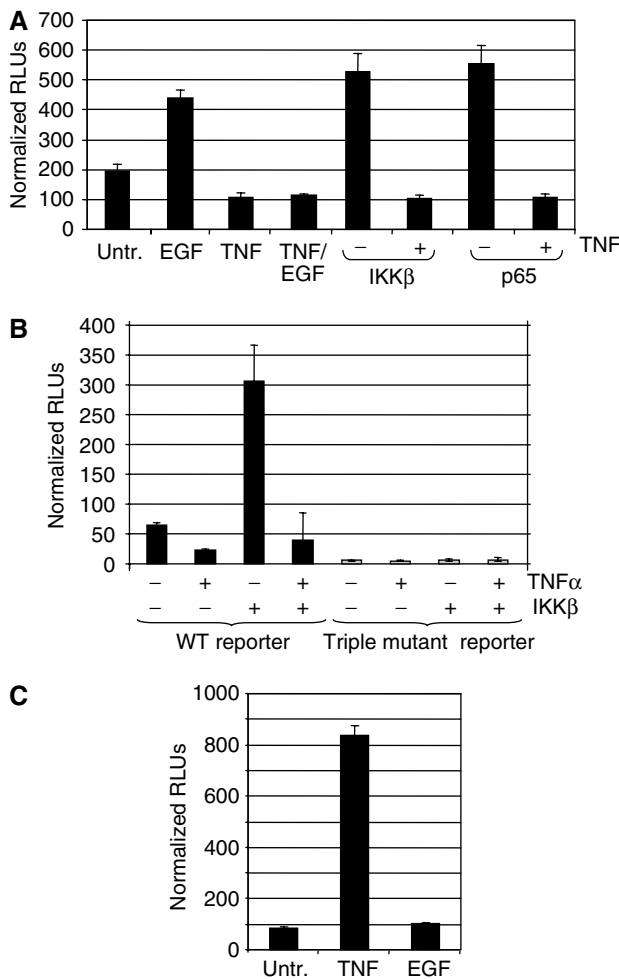 A
Normalized RLUs
700
600
500
400
300
200
100
0
Untr.
EGF
TNF
TNF/
EGF
– + – + TNF
IKKβ
p65
B
Normalized RLUs
400
350
300
250
200
150
100
50
0
– + – + – + – + TNFα
– – + + – – + + IKKβ
WT reporter
Triple mutant reporter
C
Normalized RLUs
1000
800
600
400
200
0
Untr.
TNF
EGF